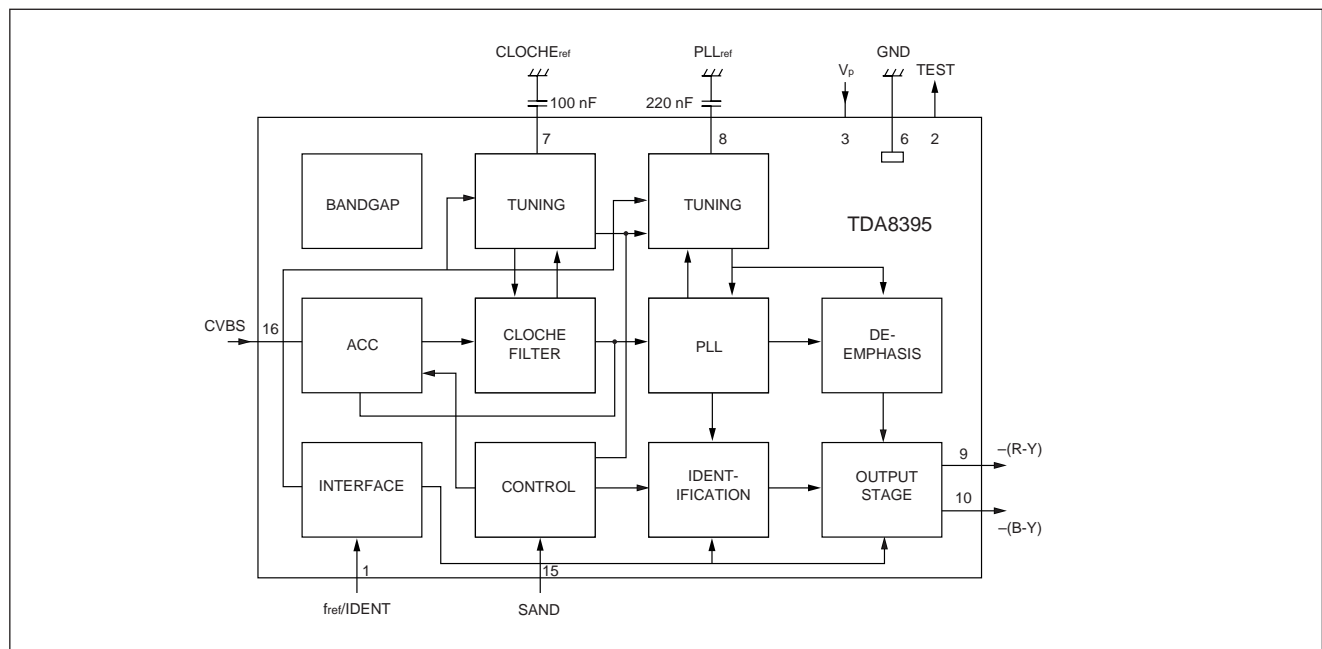 CLOCHEref
PLLref
GND
Vp
TEST
100 nF
220 nF
7
8
3
6
2
BANDGAP
TUNING
TUNING
TDA8395
CVBS
16
ACC
CLOCHE
FILTER
PLL
DE-
EMPHASIS
INTERFACE
CONTROL
IDENT-
IFICATION
OUTPUT
STAGE
9
–(R-Y)
10
–(B-Y)
1
15
fref/IDENT
SAND